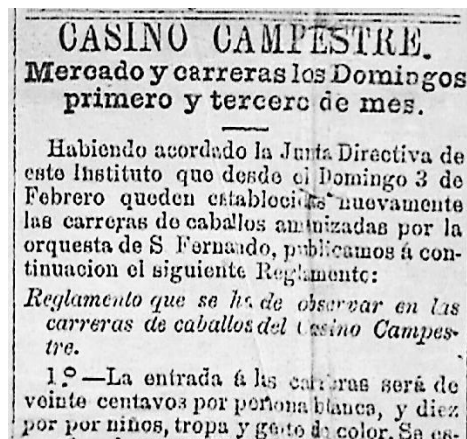 CASINO CAMPESTRE.
Mercado y carreras los Domingos
primero y tercero de mes.
Habiendo acordado la Junta Directiva de
este Instituto que desde el Domingo 3 de
Febrero queden establecidas nuevamente
las carreras de caballos aminizadas por la
orquesta de S. Fernando, publicamos á con-
tinuacion el siguiente Reglamento:
Reglamento que se ha de observar en las
carreras de caballos del Casino Campes-
tre.
1.º—La entrada á las carreras será de
veinte centavos por persona blanca, y diez
por por niños, tropa y gente de color. Se es-